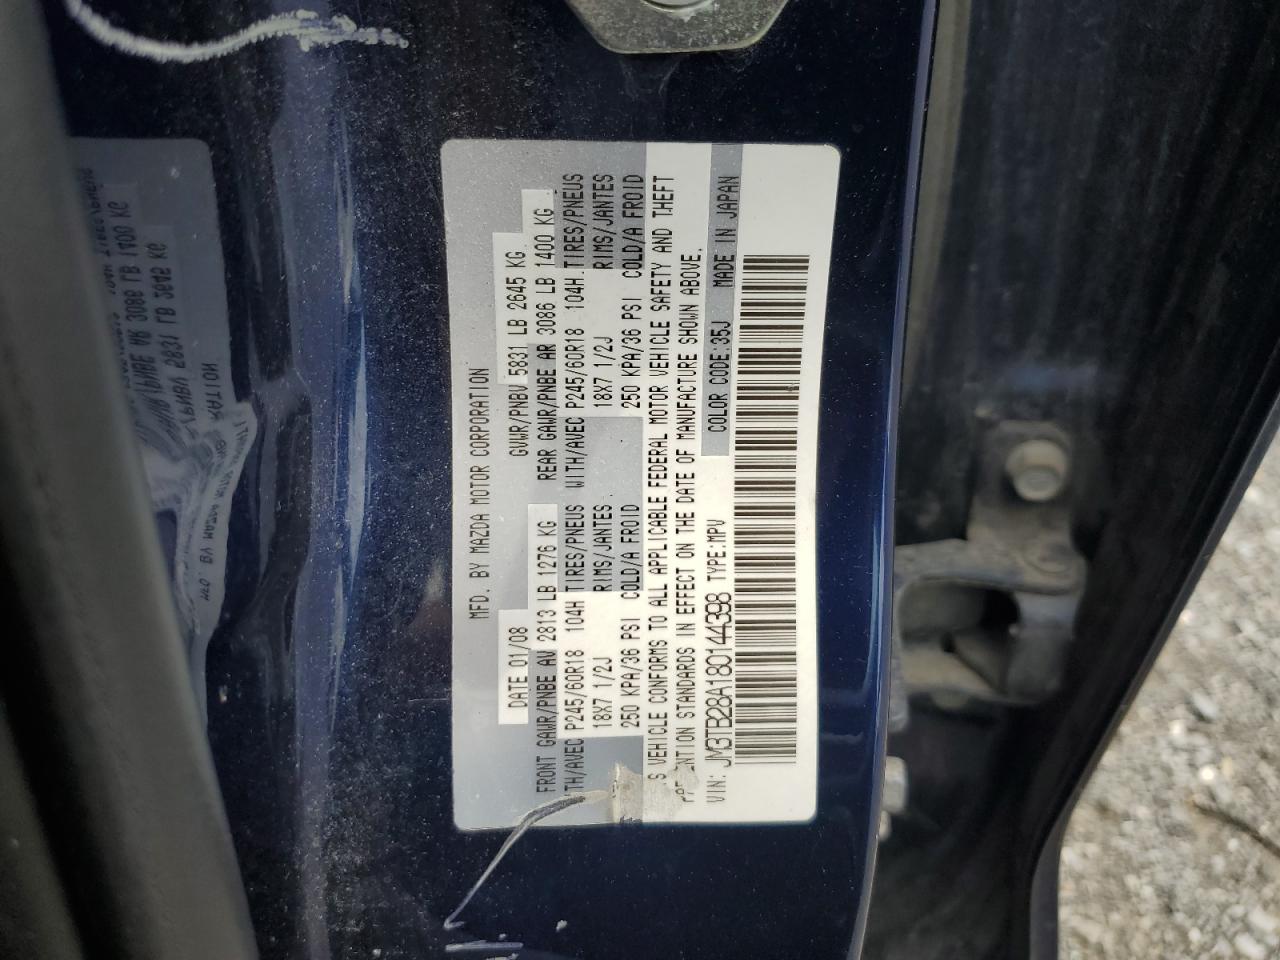 MFD. BY MAZDA MOTOR CORPORATION
DATE 01/08 GVWR/PNBV 5831 LB 2645 KG
FRONT GAWR/PNBE AV 2813 LB 1276 KG REAR GAWR/PNBE AR 3086 LB 1400 KG
P245/60R18 104H TIRES/PNEUS WITH/AVEC P245/60R18 104H TIRES/PNEUS
18X7 1/2J RIMS/JANTES 18X7 1/2J RIMS/JANTES
250 KPA/36 PSI COLD/A FROID 250 KPA/36 PSI COLD/A FROID
VEHICLE CONFORMS TO ALL APPLICABLE FEDERAL MOTOR VEHICLE SAFETY AND THEFT
STANDARDS IN EFFECT ON THE DATE OF MANUFACTURE SHOWN ABOVE.
VIN: JM3TB28A180144398 TYPE:MPV COLOR CODE:35J MADE IN JAPAN